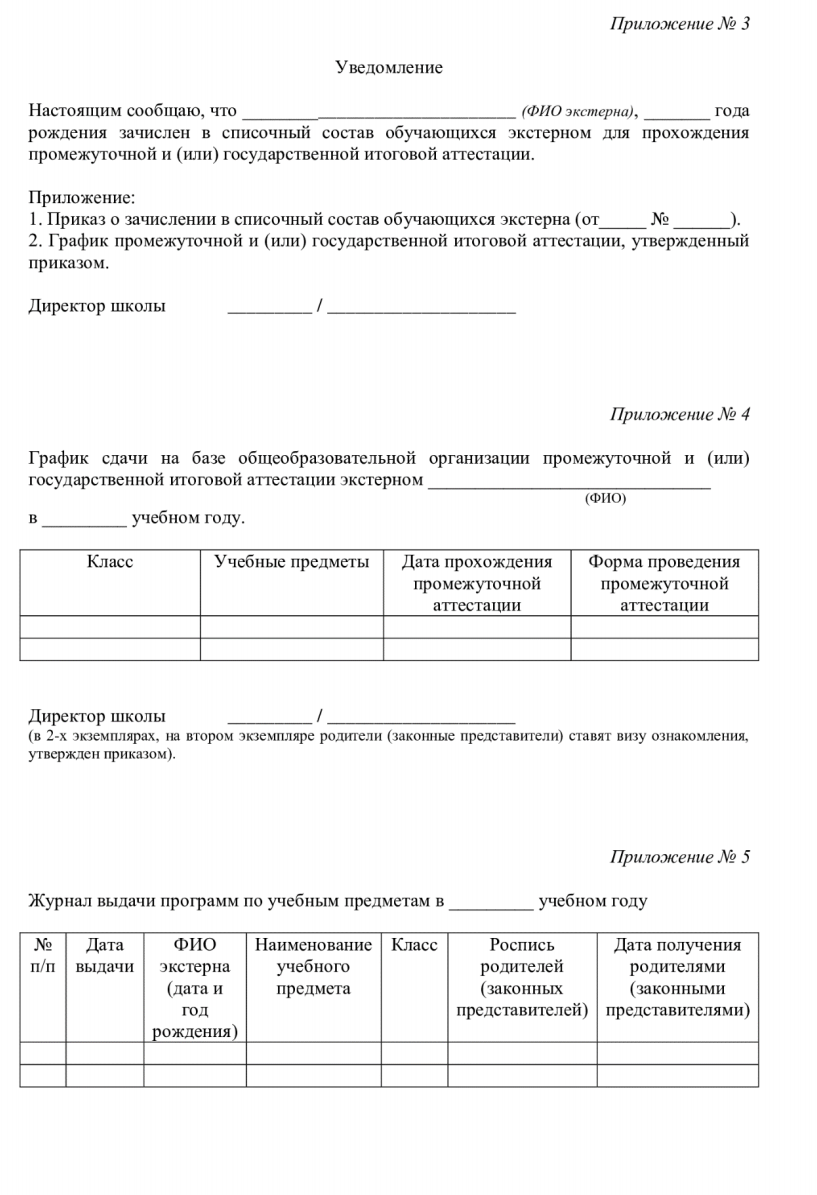 Приложение № 3
Уведомление
Настоящим сообщаю, что _____________________________ (ФИО экстерна), _______ года
рождения зачислен в списочный состав обучающихся экстерном для прохождения
промежуточной и (или) государственной итоговой аттестации.
Приложение:
1. Приказ о зачислении в списочный состав обучающихся экстерна (от_____ № ______).
2. График промежуточной и (или) государственной итоговой аттестации, утвержденный
приказом.
Директор школы _________ / ____________________
Приложение № 4
График сдачи на базе общеобразовательной организации промежуточной и (или)
государственной итоговой аттестации экстерном ______________________________
(ФИО)
в _________ учебном году.
Класс Учебные предметы Дата прохождения Форма проведения
промежуточной промежуточной
аттестации аттестации
Директор школы _________ / ____________________
(в 2-х экземплярах, на втором экземпляре родители (законные представители) ставят визу ознакомления,
утвержден приказом).
Приложение № 5
Журнал выдачи программ по учебным предметам в _________ учебном году
№ Дата ФИО Наименование Класс Роспись Дата получения
п/п выдачи экстерна учебного родителей родителями
(дата и предмета (законных (законными
год представителей) представителями)
рождения)